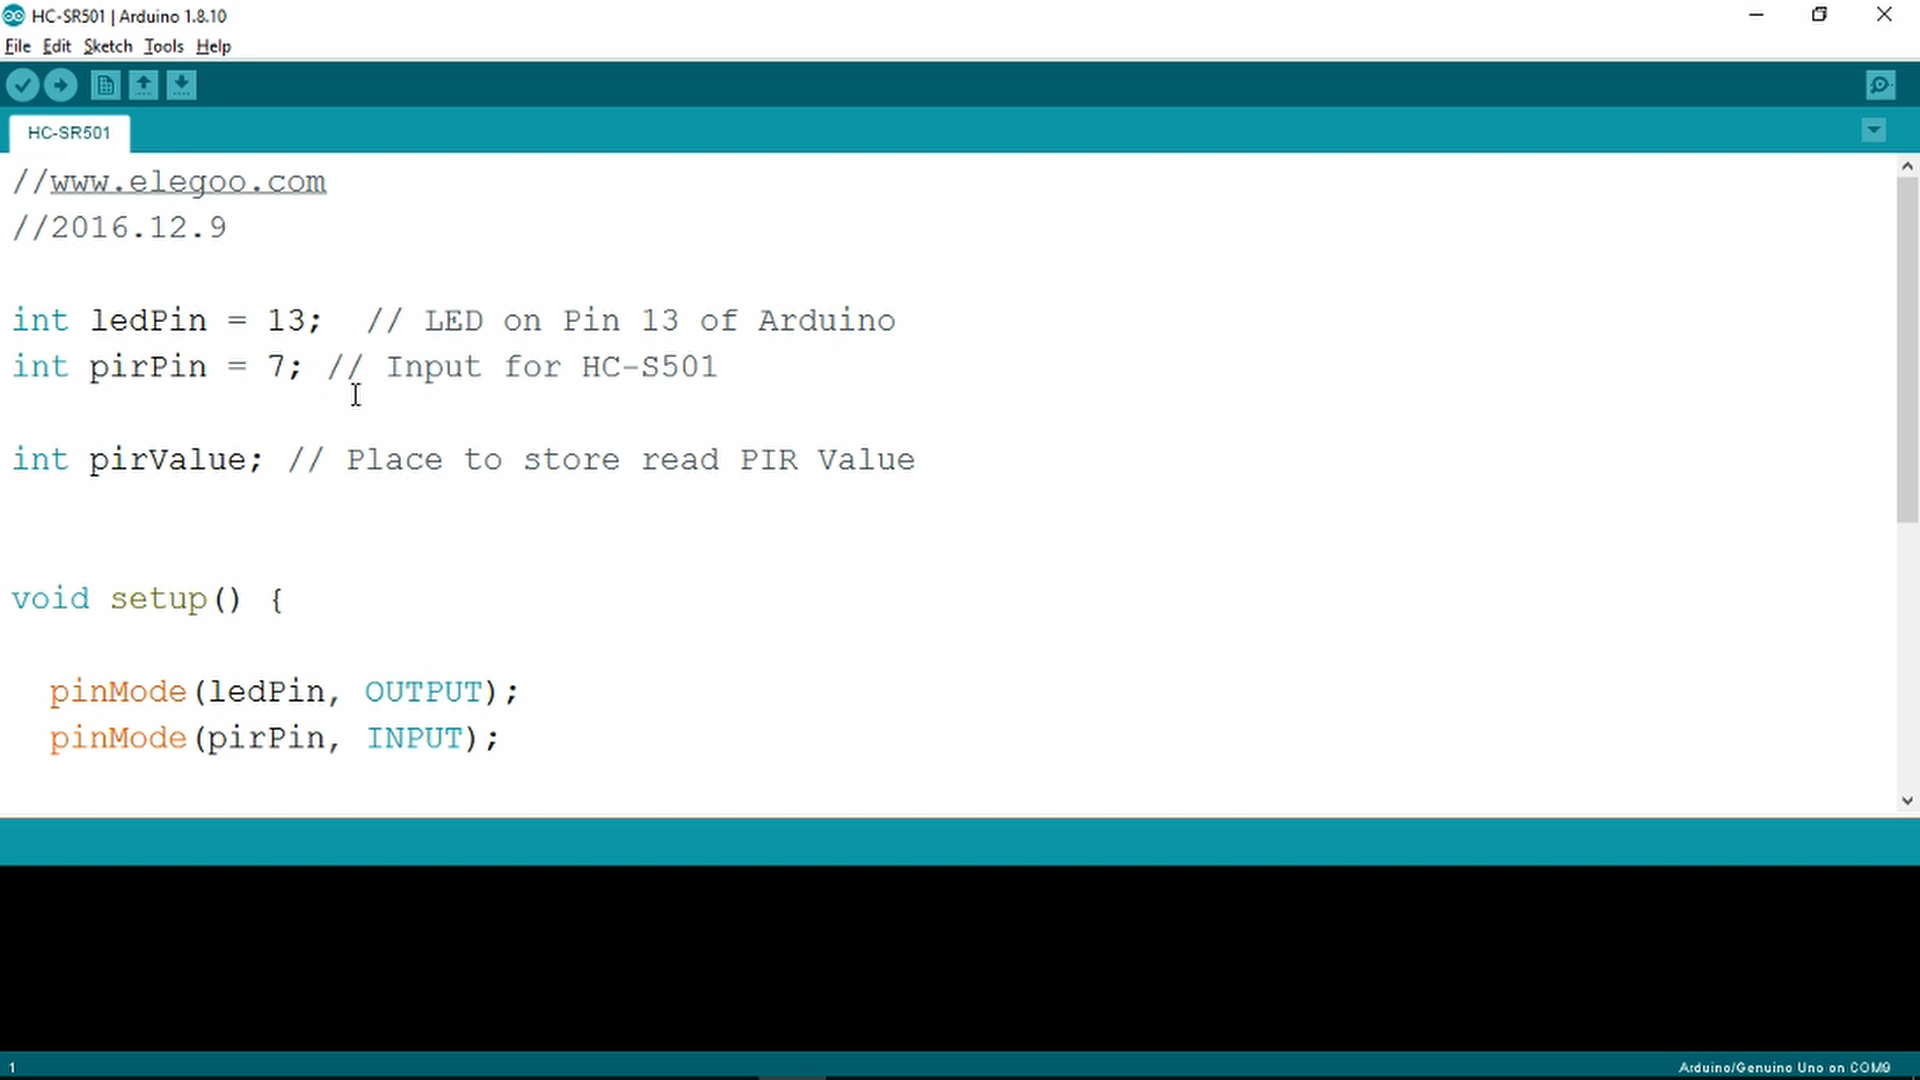 HC-SR501 | Arduino 1.8.10
File Edit Sketch Tools Help
HC-SR501
//www.elegoo.com
//2016.12.9
int ledPin = 13;  // LED on Pin 13 of Arduino
int pirPin = 7; // Input for HC-S501
int pirValue; // Place to store read PIR Value
void setup() {
pinMode(ledPin, OUTPUT);
pinMode(pirPin, INPUT);
1
Arduino/Genuino Uno on COM9